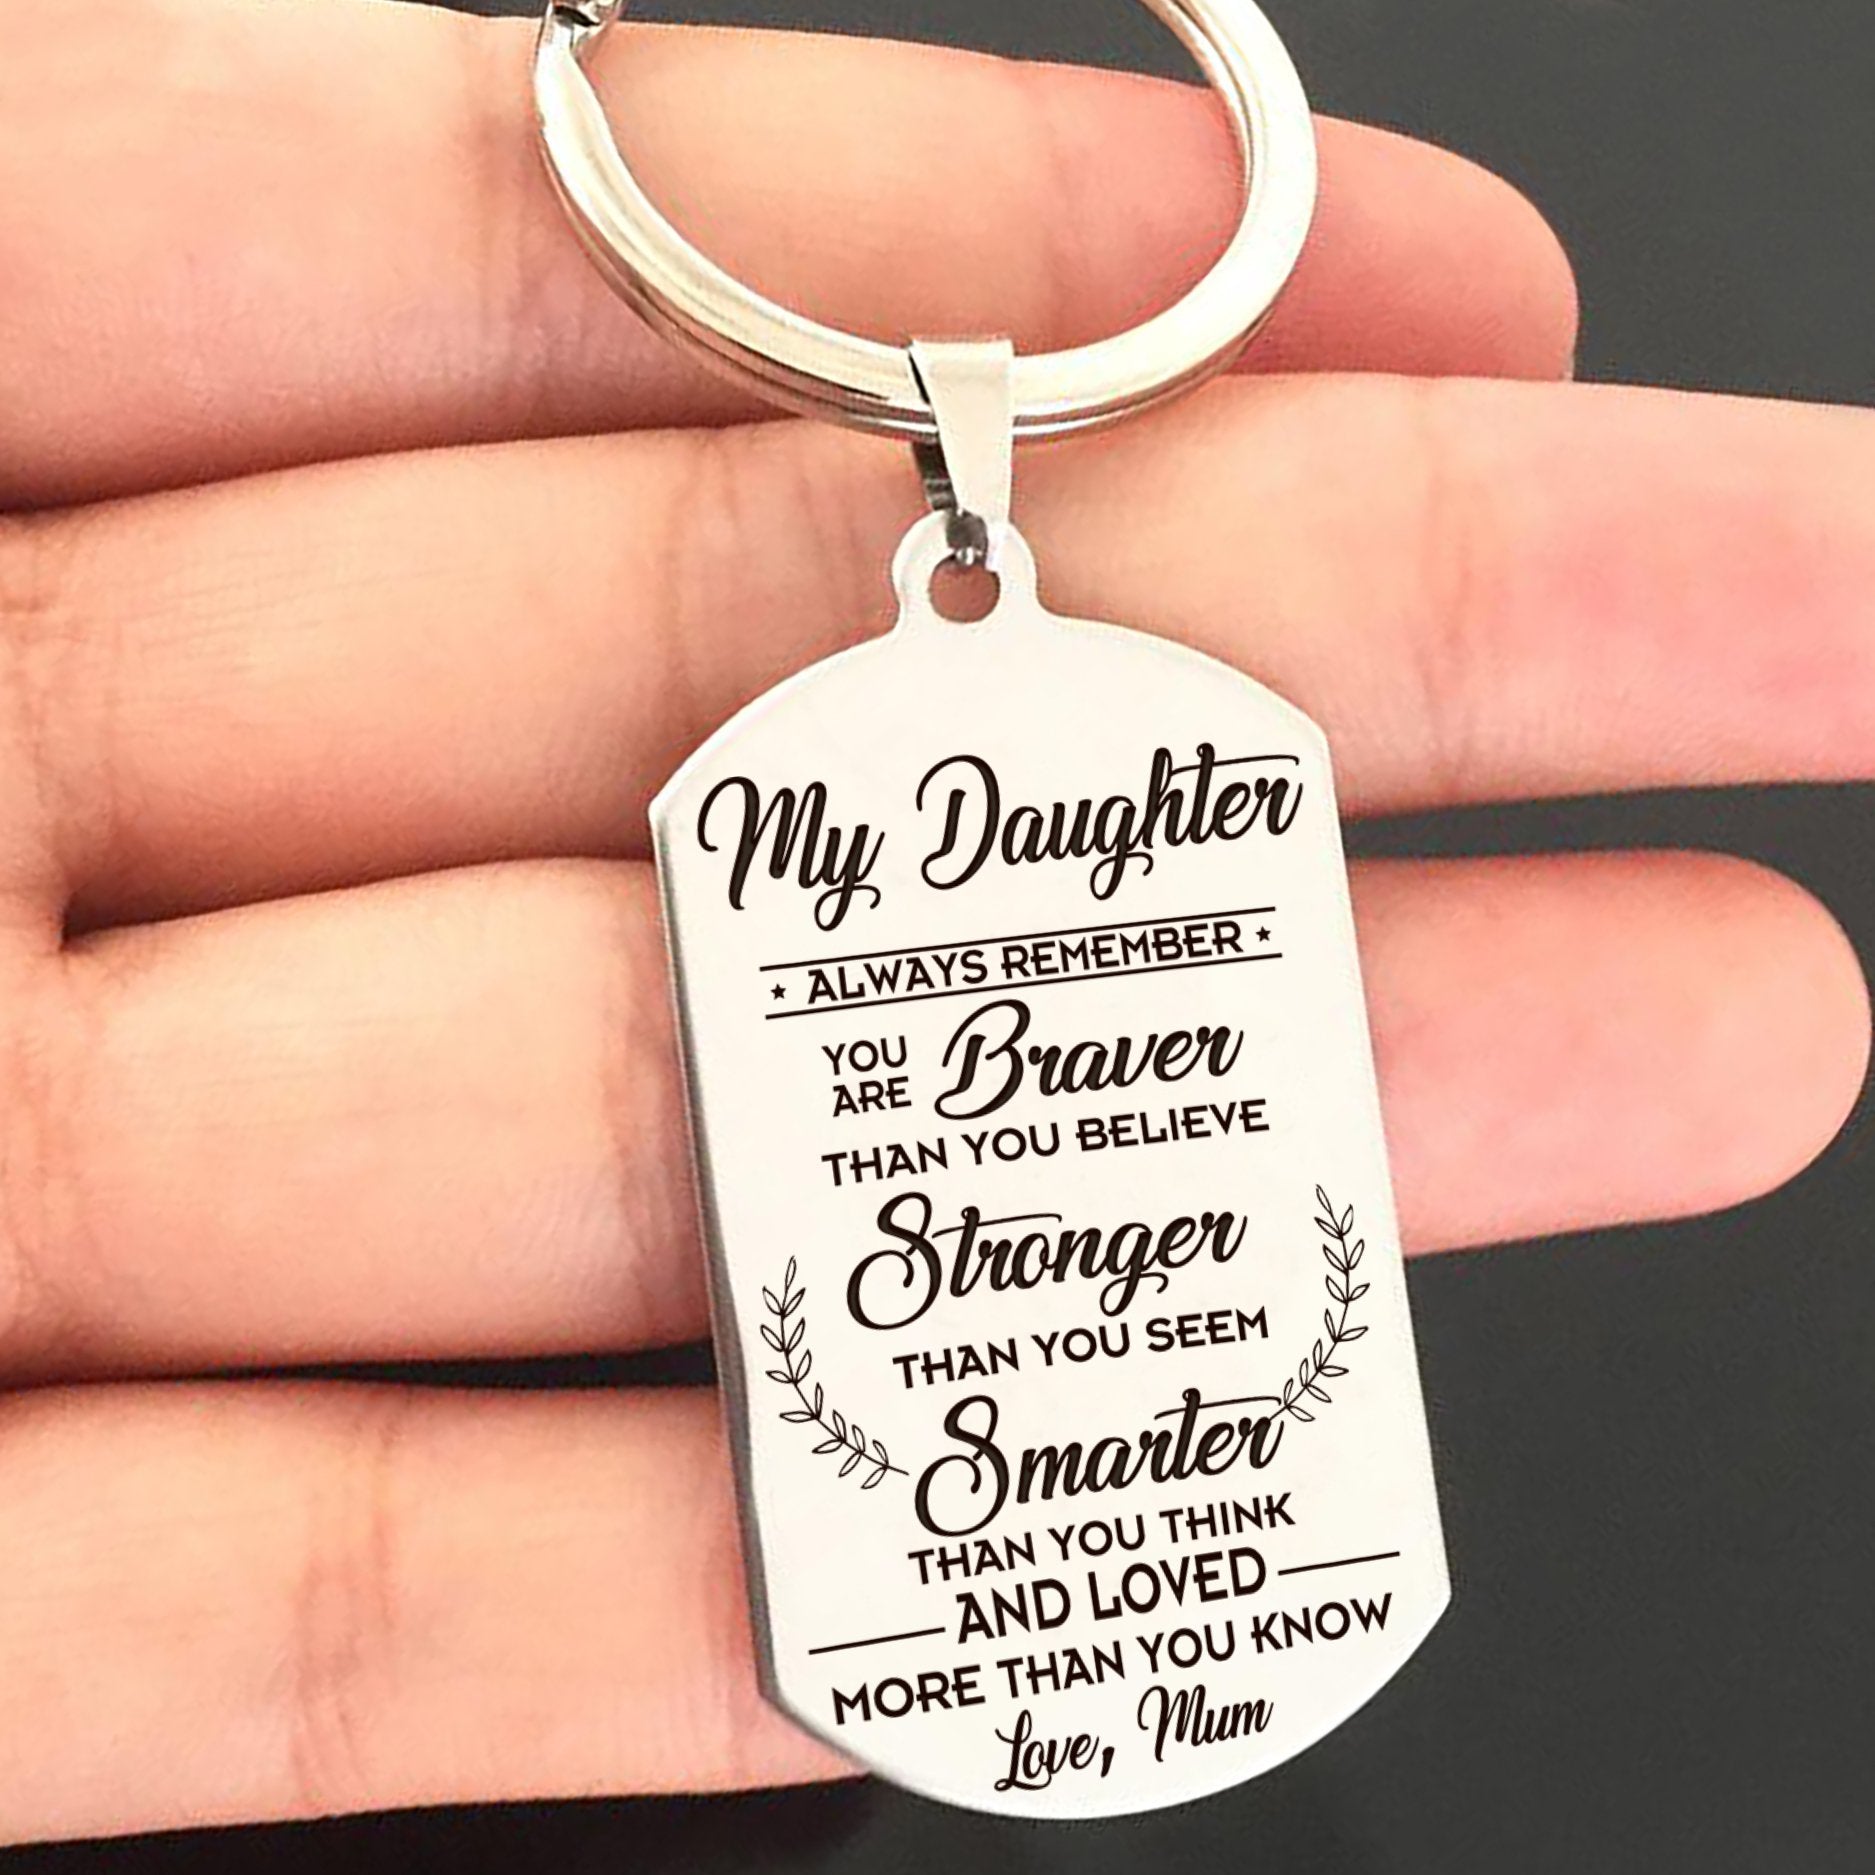 My Daughter
ALWAYS REMEMBER
YOU
ARE Braver
THAN YOU BELIEVE
Stronger
THAN YOU SEEM
Smarter
THAN YOU THINK
AND LOVED
MORE THAN YOU KNOW
Love, Mum